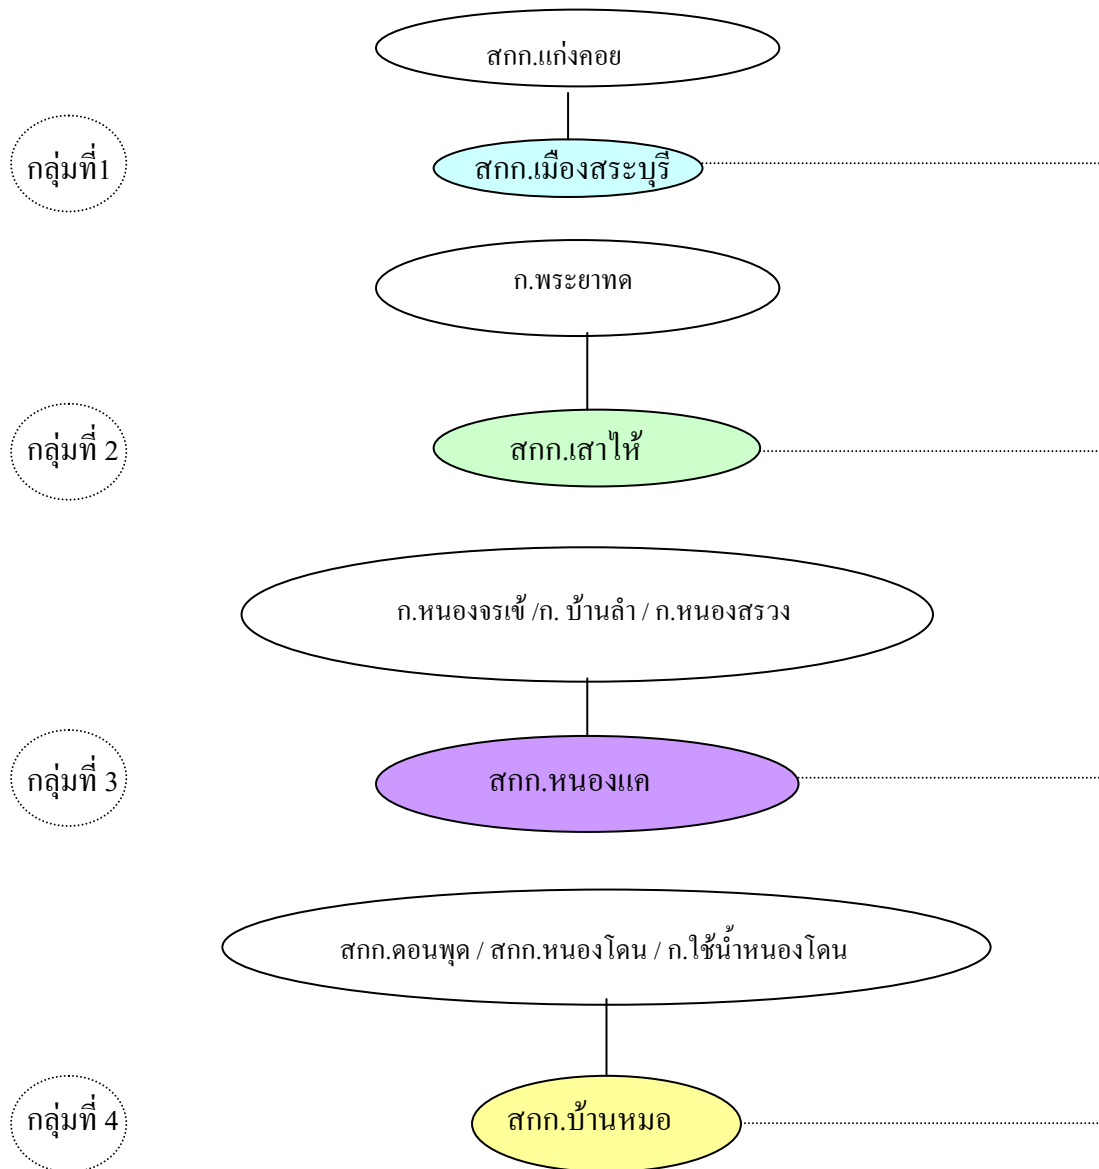 สกก.แก่งคอย
กลุ่มที่1
สกก.เมืองสระบุรี
ก.พระยาทด
กลุ่มที่ 2
สกก.เสาไห้
ก.หนองจรเข้ /ก. บ้านลำ / ก.หนองสรวง
กลุ่มที่ 3
สกก.หนองแค
สกก.ดอนพุด / สกก.หนองโดน / ก.ใช้น้ำหนองโดน
กลุ่มที่ 4
สกก.บ้านหมอ